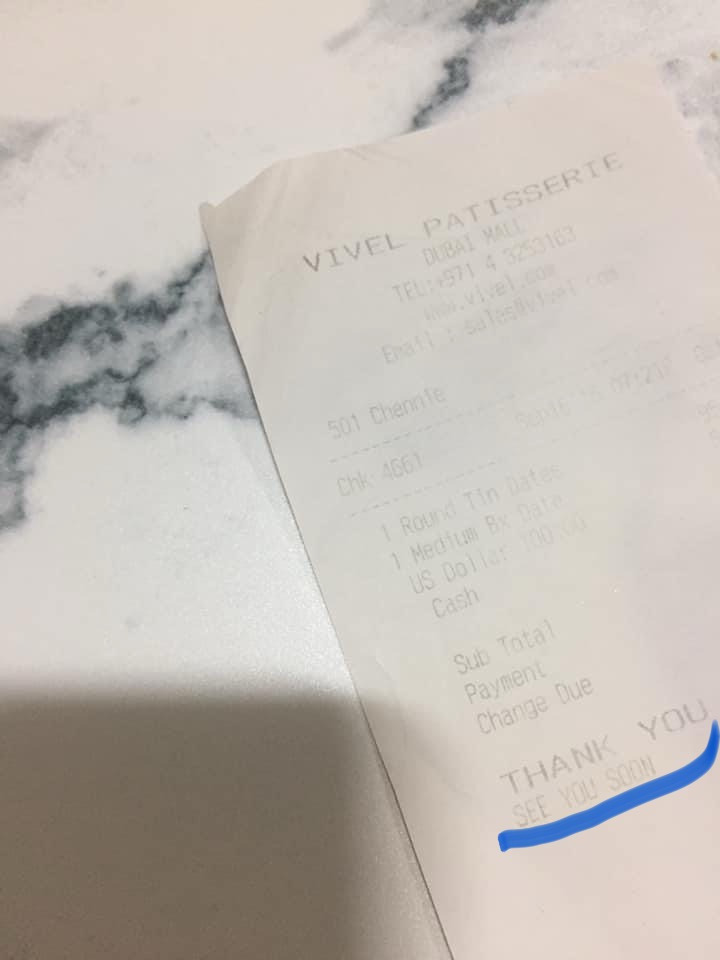 VIVEL PATISSERIE
DUBAI MALL
TEL:+971 4 3253163
www.vivel.com
Email : sales@vivel.com
501 Chennie
Chk 4661
1 Round Tin Dates
1 Medium Bx Date
US Dollar 100.00
Cash
Sub Total
Payment
Change Due
THANK YOU
SEE YOU SOON